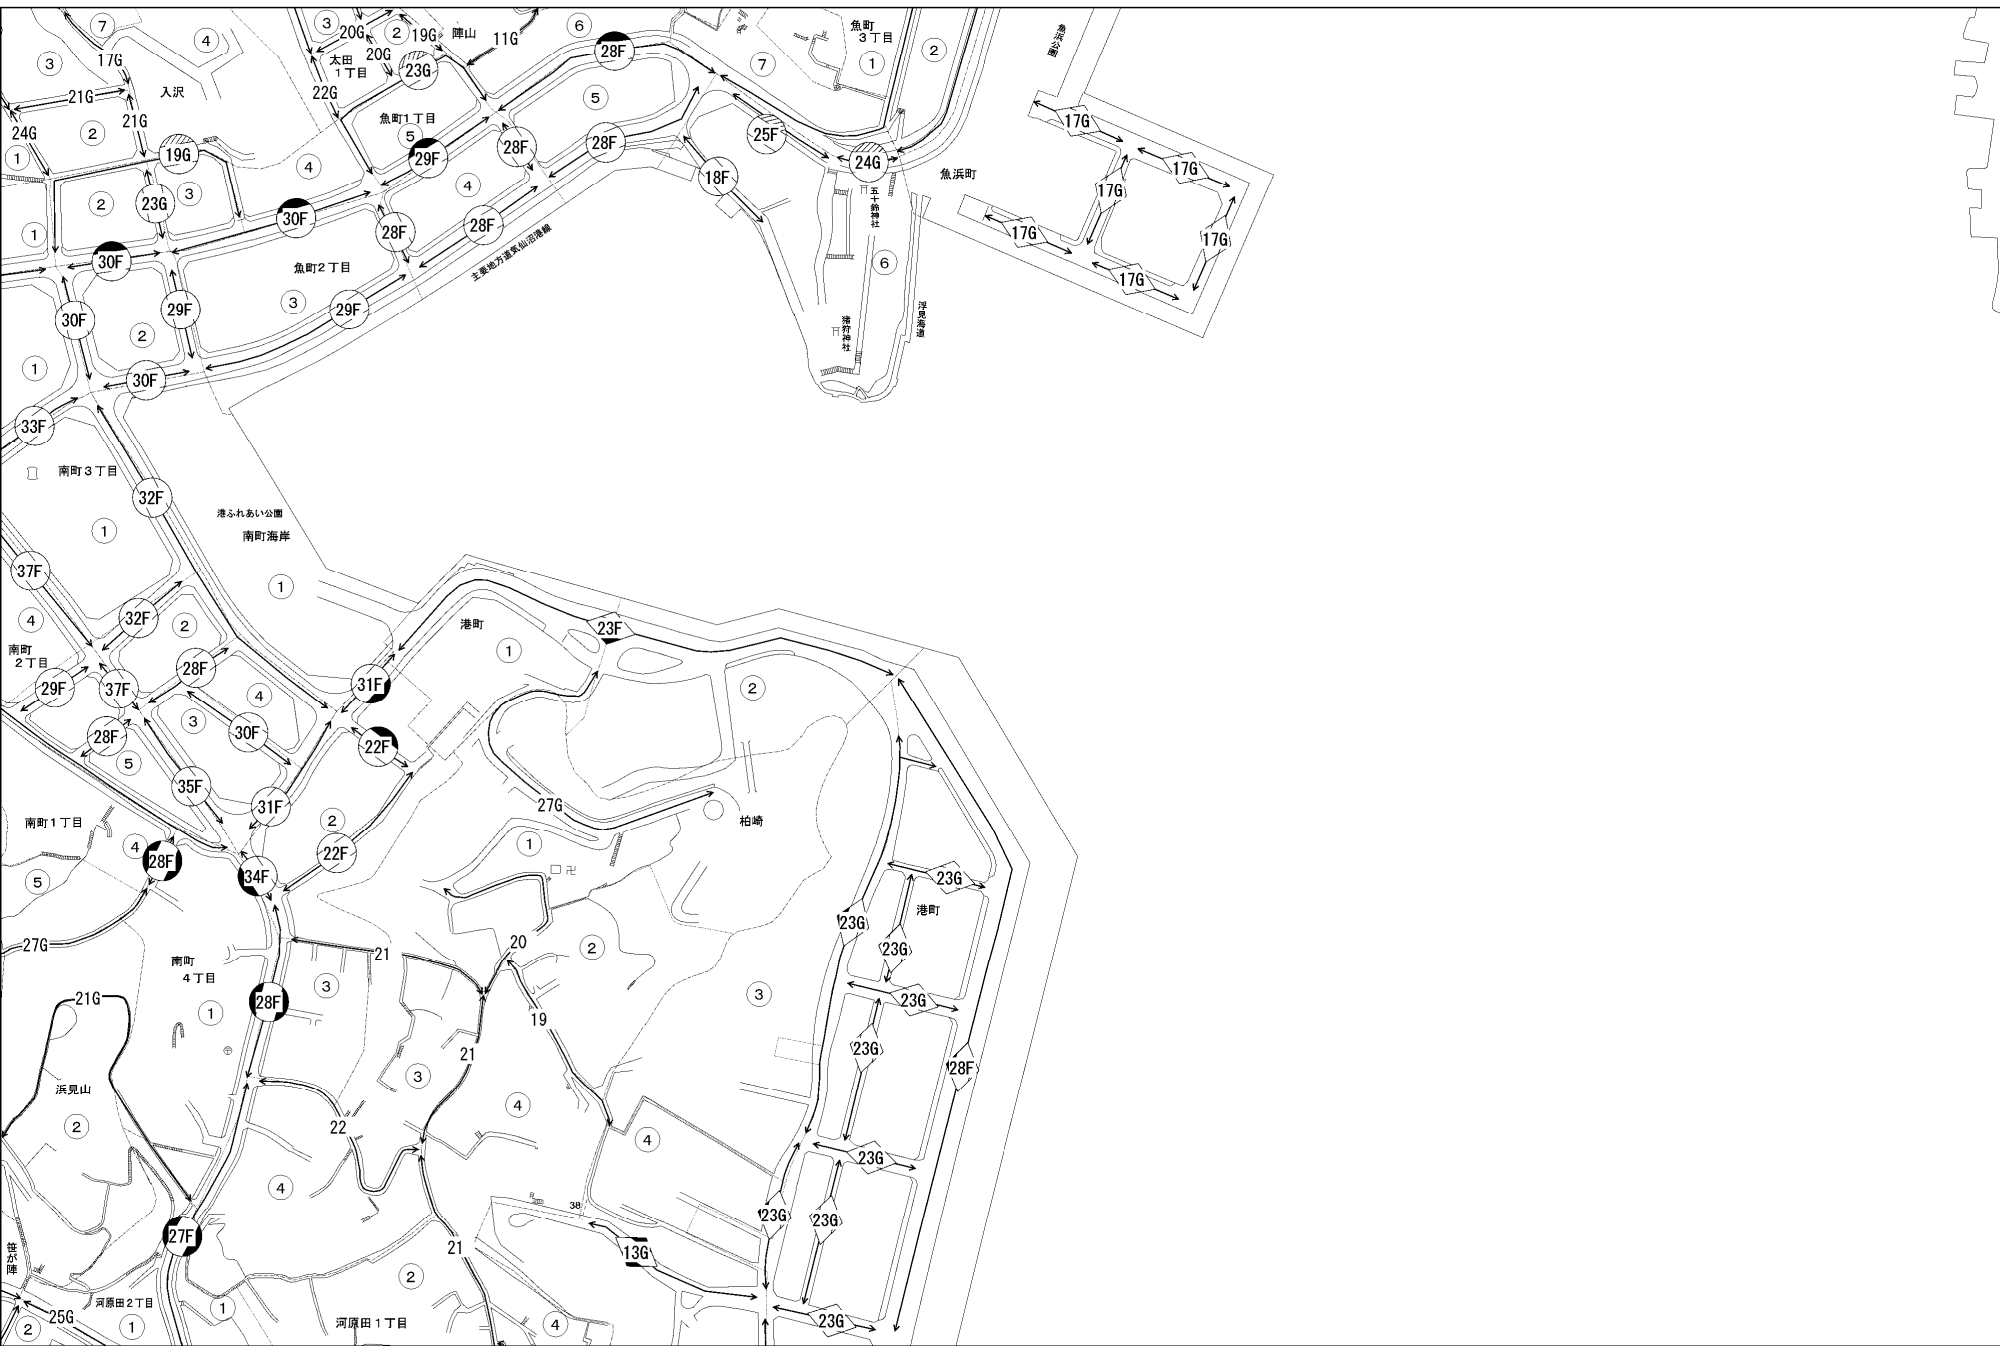 7
4
3
20G
2
19G
陣山
11G
6
28F
魚町
3丁目
1
2
魚浜公園
17G
3
入沢
21G
太田
1丁目
20G
23G
22G
7
5
24G
2
21G
1
19G
魚町1丁目
5
29F
28F
28F
25F
24G
17G
17G
4
4
18F
魚浜町
五十鈴神社
17G
2
3
23G
30F
28F
28F
主要地方道気仙沼港線
17G
17G
1
30F
魚町2丁目
6
17G
3
29F
29F
30F
2
猪狩神社
浮見海道
1
30F
33F
南町3丁目
32F
1
港ふれあい公園
南町海岸
37F
1
4
32F
2
港町
23F
1
南町
2丁目
29F
37F
28F
4
31F
2
3
30F
22F
28F
5
35F
31F
27G
柏崎
2
南町1丁目
4
28F
22F
1
卍
34F
5
23G
港町
23G
23G
27G
南町
4丁目
21
20
2
21G
3
28F
3
23G
1
19
23G
21
28F
浜見山
3
2
22
4
4
23G
4
38
23G
23G
27F
21
13G
笹が陣
2
河原田2丁目
1
25G
2
1
河原田1丁目
4
23G